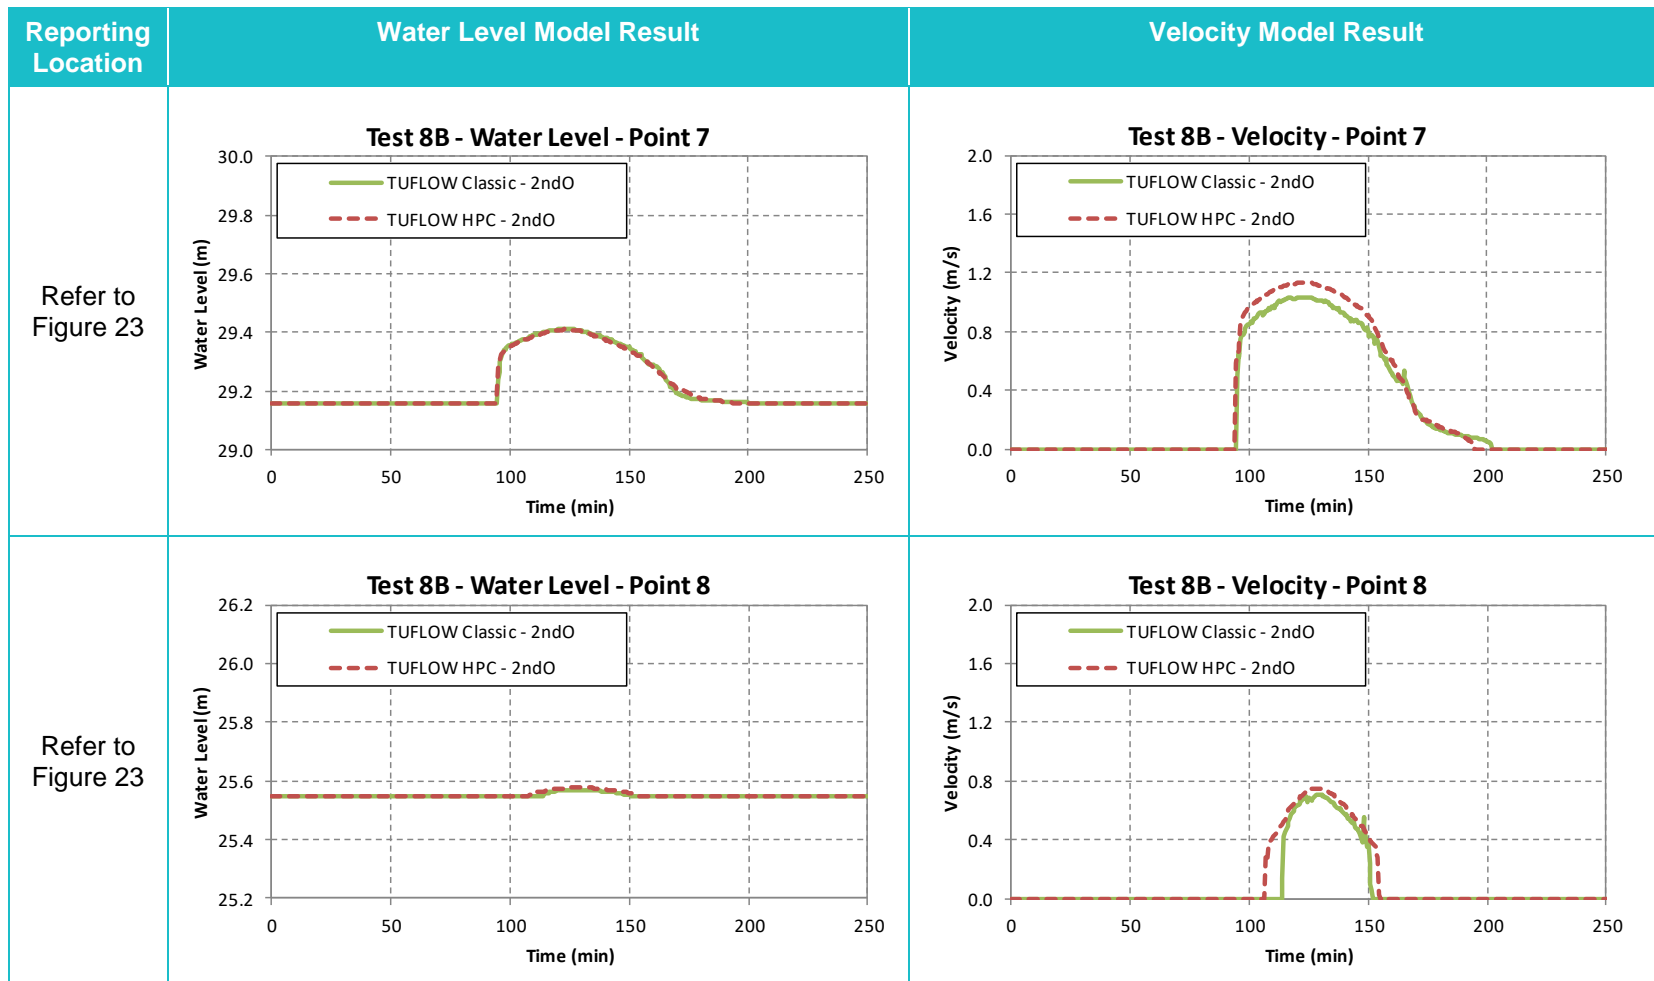 Reporting
Location
Water Level Model Result
Velocity Model Result
Refer to
Figure 23
Test 8B - Water Level - Point 7
TUFLOW Classic - 2ndO
TUFLOW HPC - 2ndO
Water Level (m)
30.0
29.8
29.6
29.4
29.2
29.0
0 50 100 150 200 250
Time (min)
Test 8B - Velocity - Point 7
TUFLOW Classic - 2ndO
TUFLOW HPC - 2ndO
Velocity (m/s)
2.0
1.6
1.2
0.8
0.4
0.0
0 50 100 150 200 250
Time (min)
Refer to
Figure 23
Test 8B - Water Level - Point 8
TUFLOW Classic - 2ndO
TUFLOW HPC - 2ndO
Water Level (m)
26.2
26.0
25.8
25.6
25.4
25.2
0 50 100 150 200 250
Time (min)
Test 8B - Velocity - Point 8
TUFLOW Classic - 2ndO
TUFLOW HPC - 2ndO
Velocity (m/s)
2.0
1.6
1.2
0.8
0.4
0.0
0 50 100 150 200 250
Time (min)